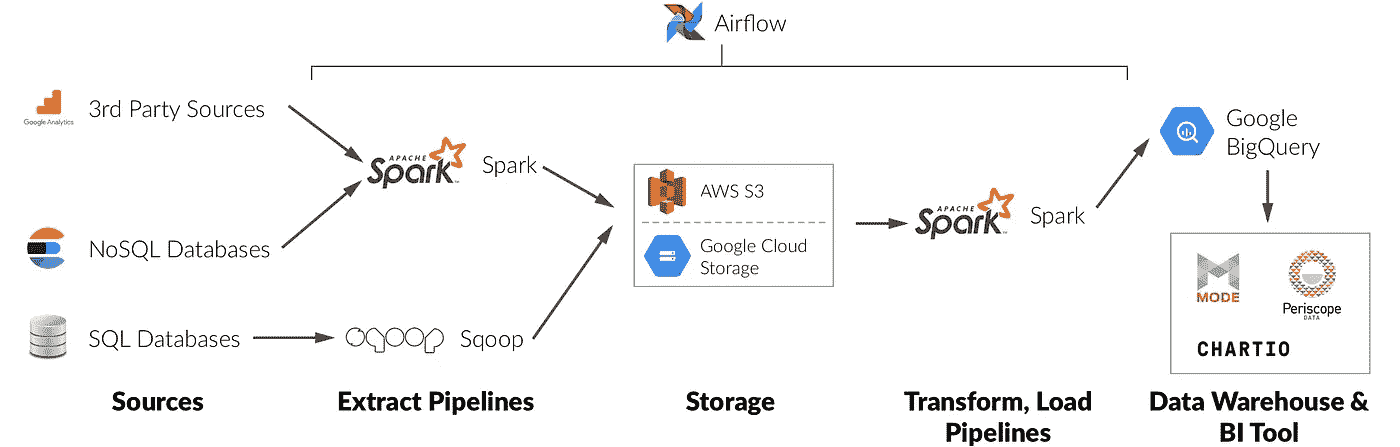 Airflow
Google Analytics
3rd Party Sources
APACHE
Spark
Spark
NoSQL Databases
SQL Databases
sqoop
Sqoop
AWS S3
Google Cloud
Storage
APACHE
Spark
Spark
Google
BigQuery
MODE
Periscope
DATA
CHARTIO
Sources
Extract Pipelines
Storage
Transform, Load
Pipelines
Data Warehouse &
BI Tool